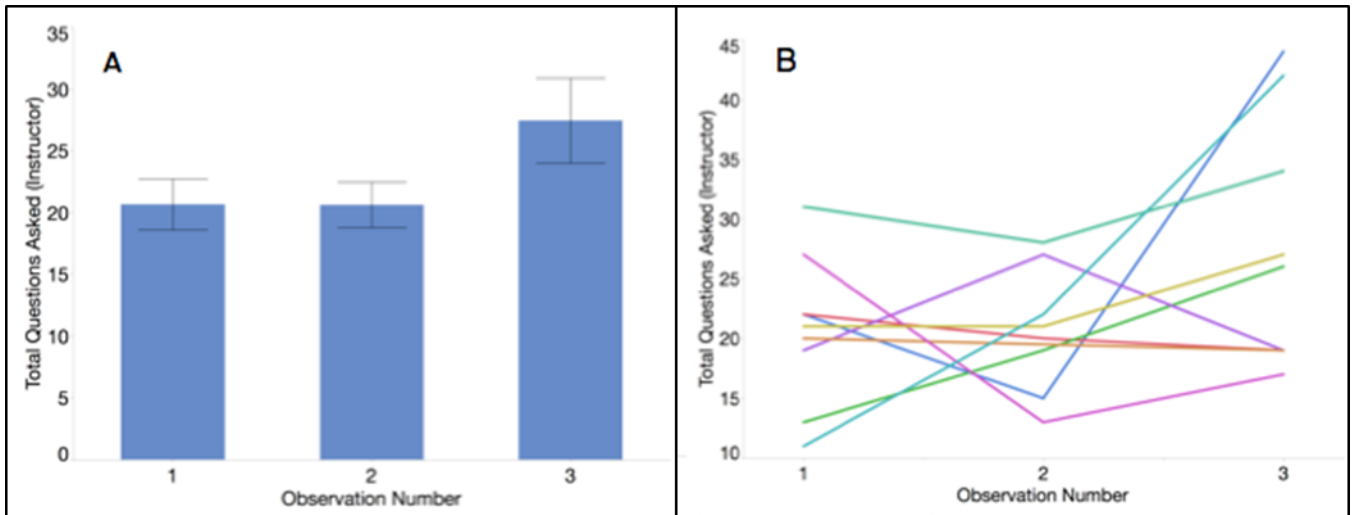 A
Total Questions Asked (Instructor)
35
30
25
20
15
10
5
0
1 2 3
Observation Number
B
Total Questions Asked (Instructor)
45
40
35
30
25
20
15
10
1 2 3
Observation Number